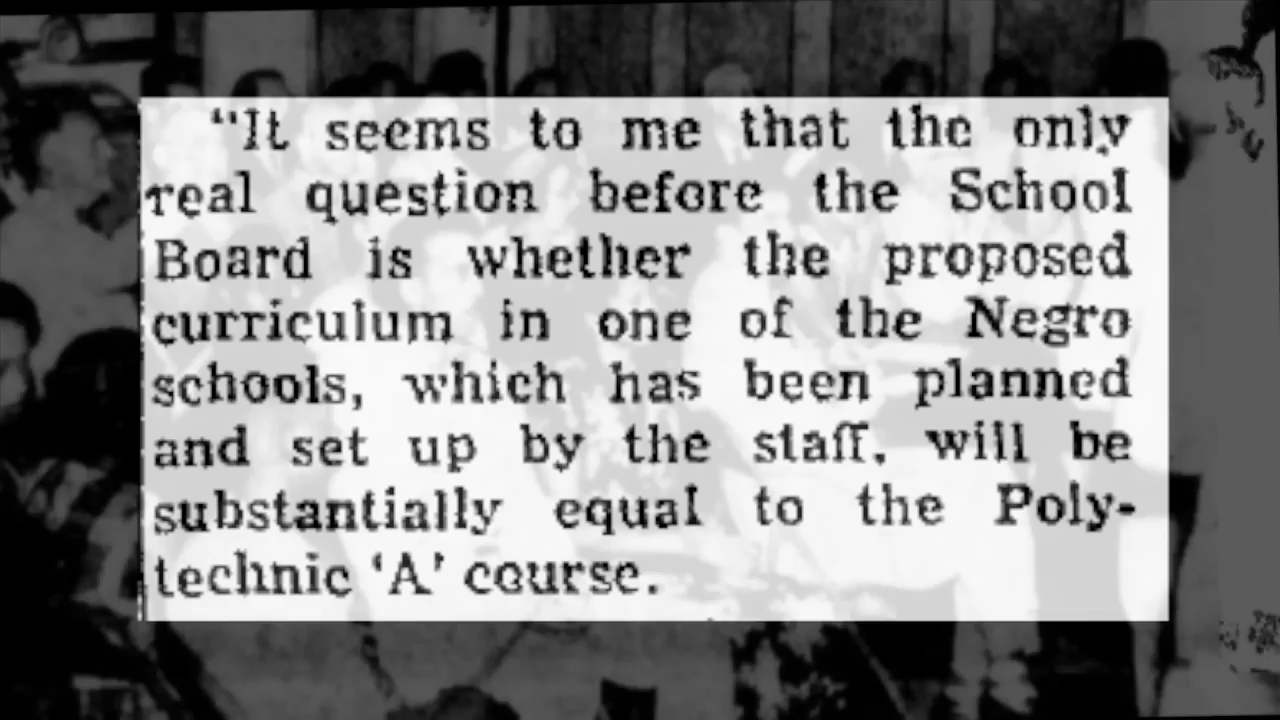 “It seems to me that the only
real question before the School
Board is whether the proposed
curriculum in one of the Negro
schools, which has been planned
and set up by the staff, will be
substantially equal to the Poly-
technic ‘A’ course.